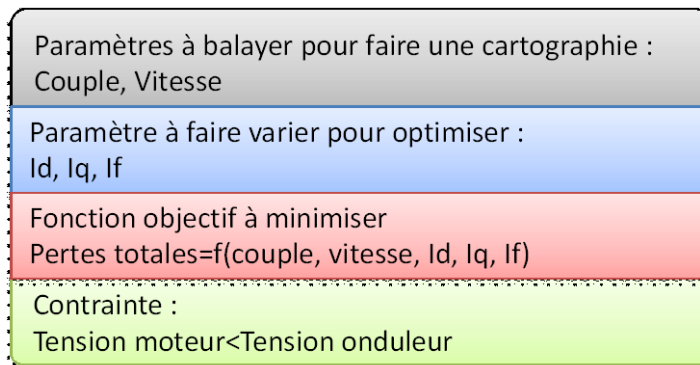 Paramètres à balayer pour faire une cartographie :
Couple, Vitesse
Paramètre à faire varier pour optimiser :
Id, Iq, If
Fonction objectif à minimiser
Pertes totales=f(couple, vitesse, Id, Iq, If)
Contrainte :
Tension moteur<Tension onduleur